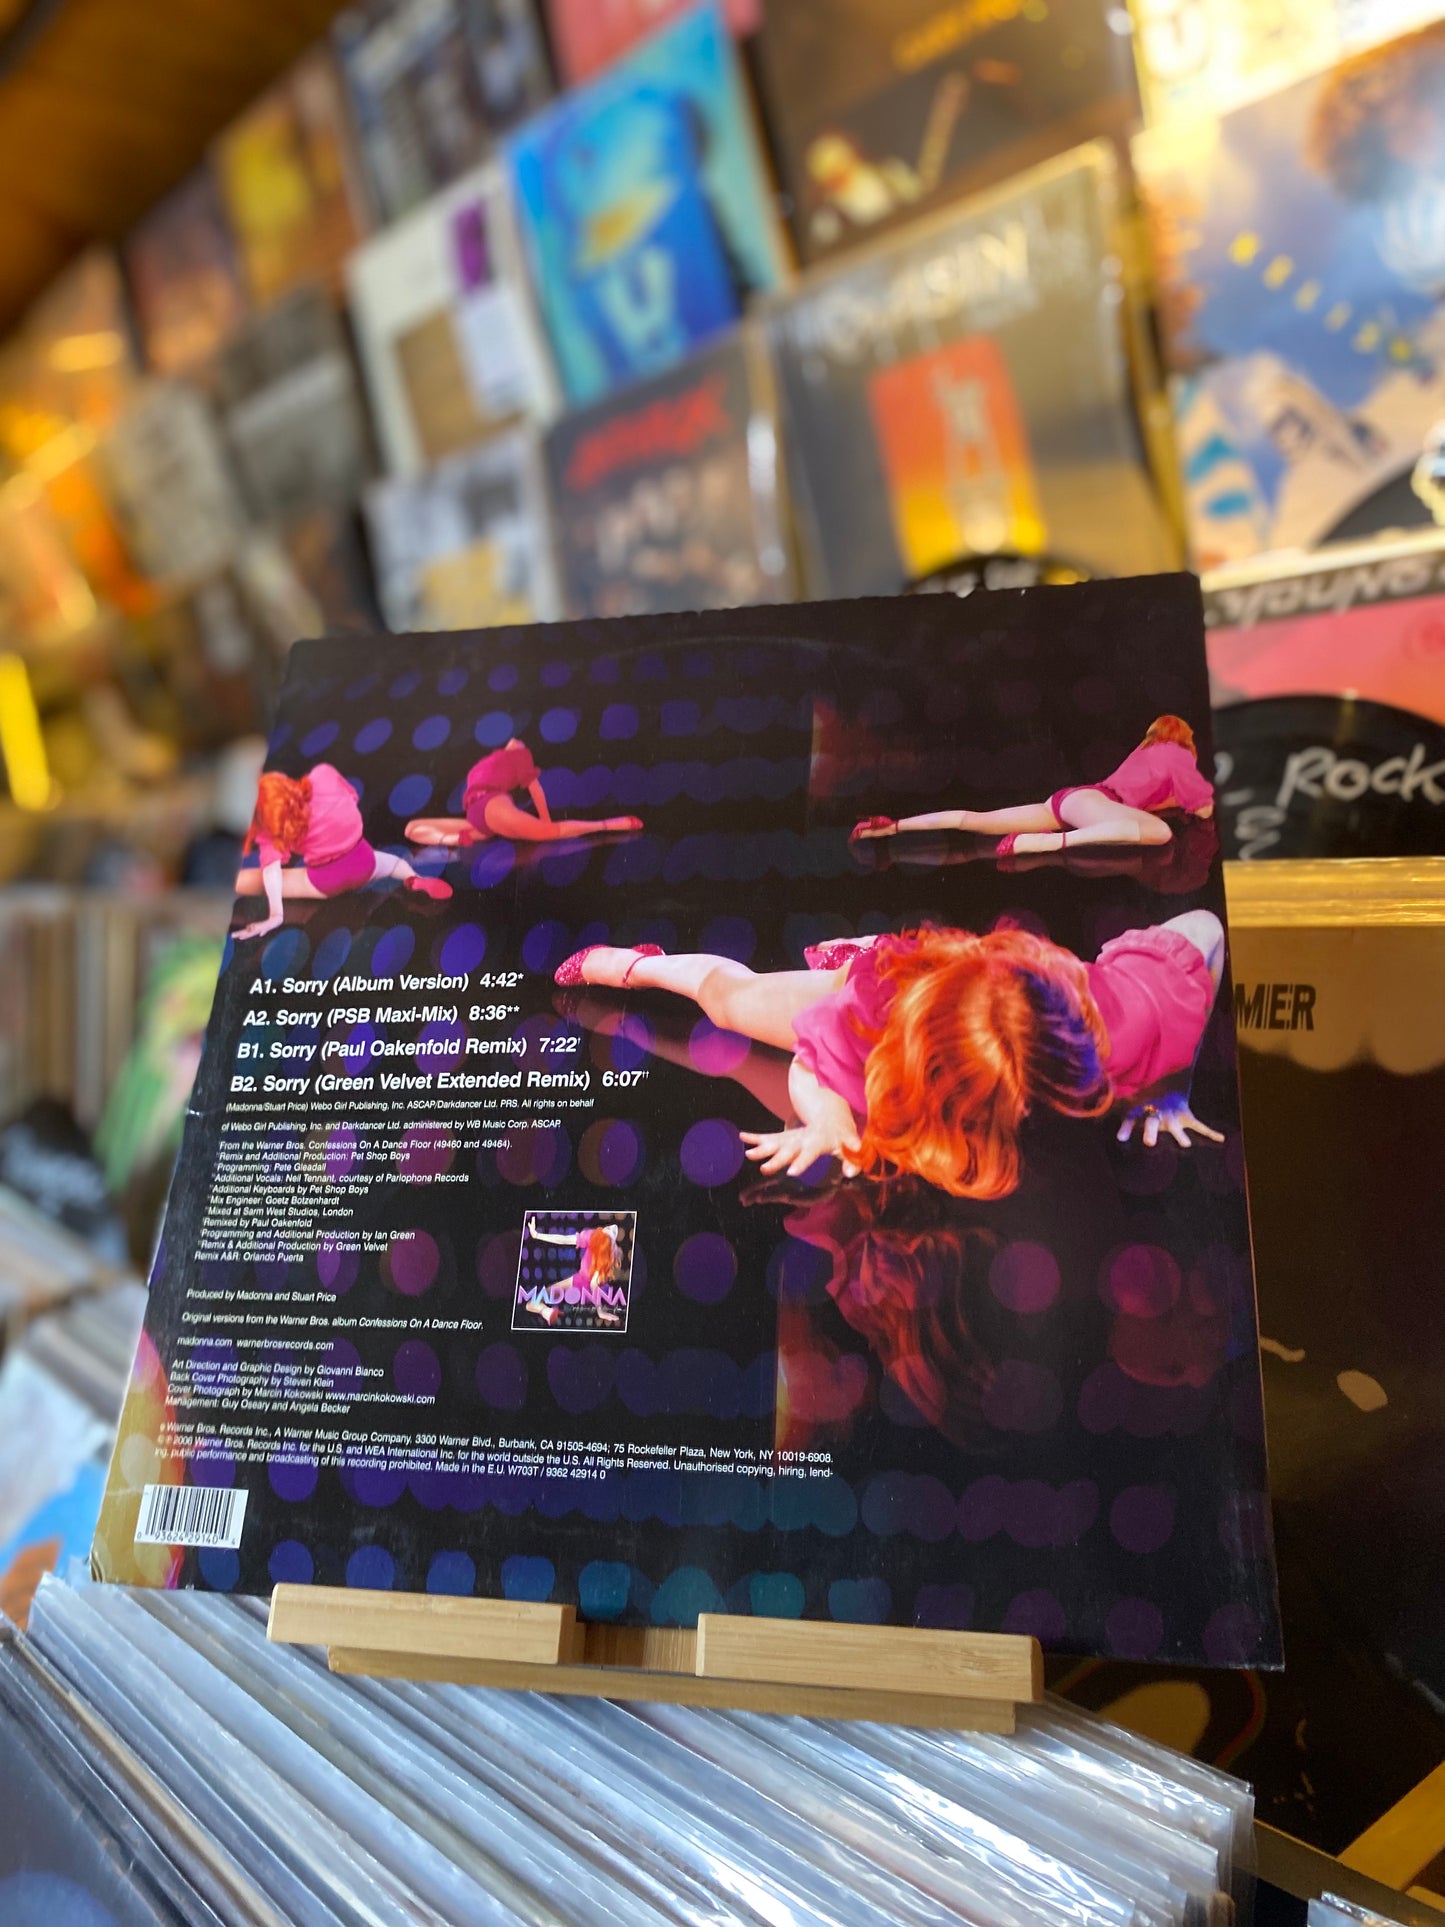 Rock
MER
A1. Sorry (Album Version) 4:42*
A2. Sorry (PSB Maxi-Mix) 8:36**
B1. Sorry (Paul Oakenfold Remix) 7:22†
B2. Sorry (Green Velvet Extended Remix) 6:07††
(Madonna/Stuart Price) Webo Girl Publishing, Inc. ASCAP/Darkdancer Ltd. PRS. All rights on behalf
of Webo Girl Publishing, Inc. and Darkdancer Ltd. administered by WB Music Corp. ASCAP.
*From the Warner Bros. Confessions On A Dance Floor (49460 and 49464).
**Remix and Additional Production: Pet Shop Boys
**Programming: Pete Gleadall
**Additional Vocals: Neil Tennant, courtesy of Parlophone Records
**Additional Keyboards by Pet Shop Boys
**Mix Engineer: Goetz Botzenhardt
**Mixed at Sarm West Studios, London
†Remixed by Paul Oakenfold
†Programming and Additional Production by Ian Green
††Remix & Additional Production by Green Velvet
Remix A&R: Orlando Puerta
MADONNA
Produced by Madonna and Stuart Price
Original versions from the Warner Bros. album Confessions On A Dance Floor.
madonna.com warnerbrosrecords.com
Art Direction and Graphic Design by Giovanni Bianco
Back Cover Photography by Steven Klein
Cover Photograph by Marcin Kokowski www.marcinkokowski.com
Management: Guy Oseary and Angela Becker
Warner Bros. Records Inc., A Warner Music Group Company. 3300 Warner Blvd., Burbank, CA 91505-4694; 75 Rockefeller Plaza, New York, NY 10019-6908.
© ℗ 2006 Warner Bros. Records Inc. for the U.S. and WEA International Inc. for the world outside the U.S. All Rights Reserved. Unauthorised copying, hiring, lend-
ing, public performance and broadcasting of this recording prohibited. Made in the E.U. W703T / 9362 42914 0
0 93624 29140 4